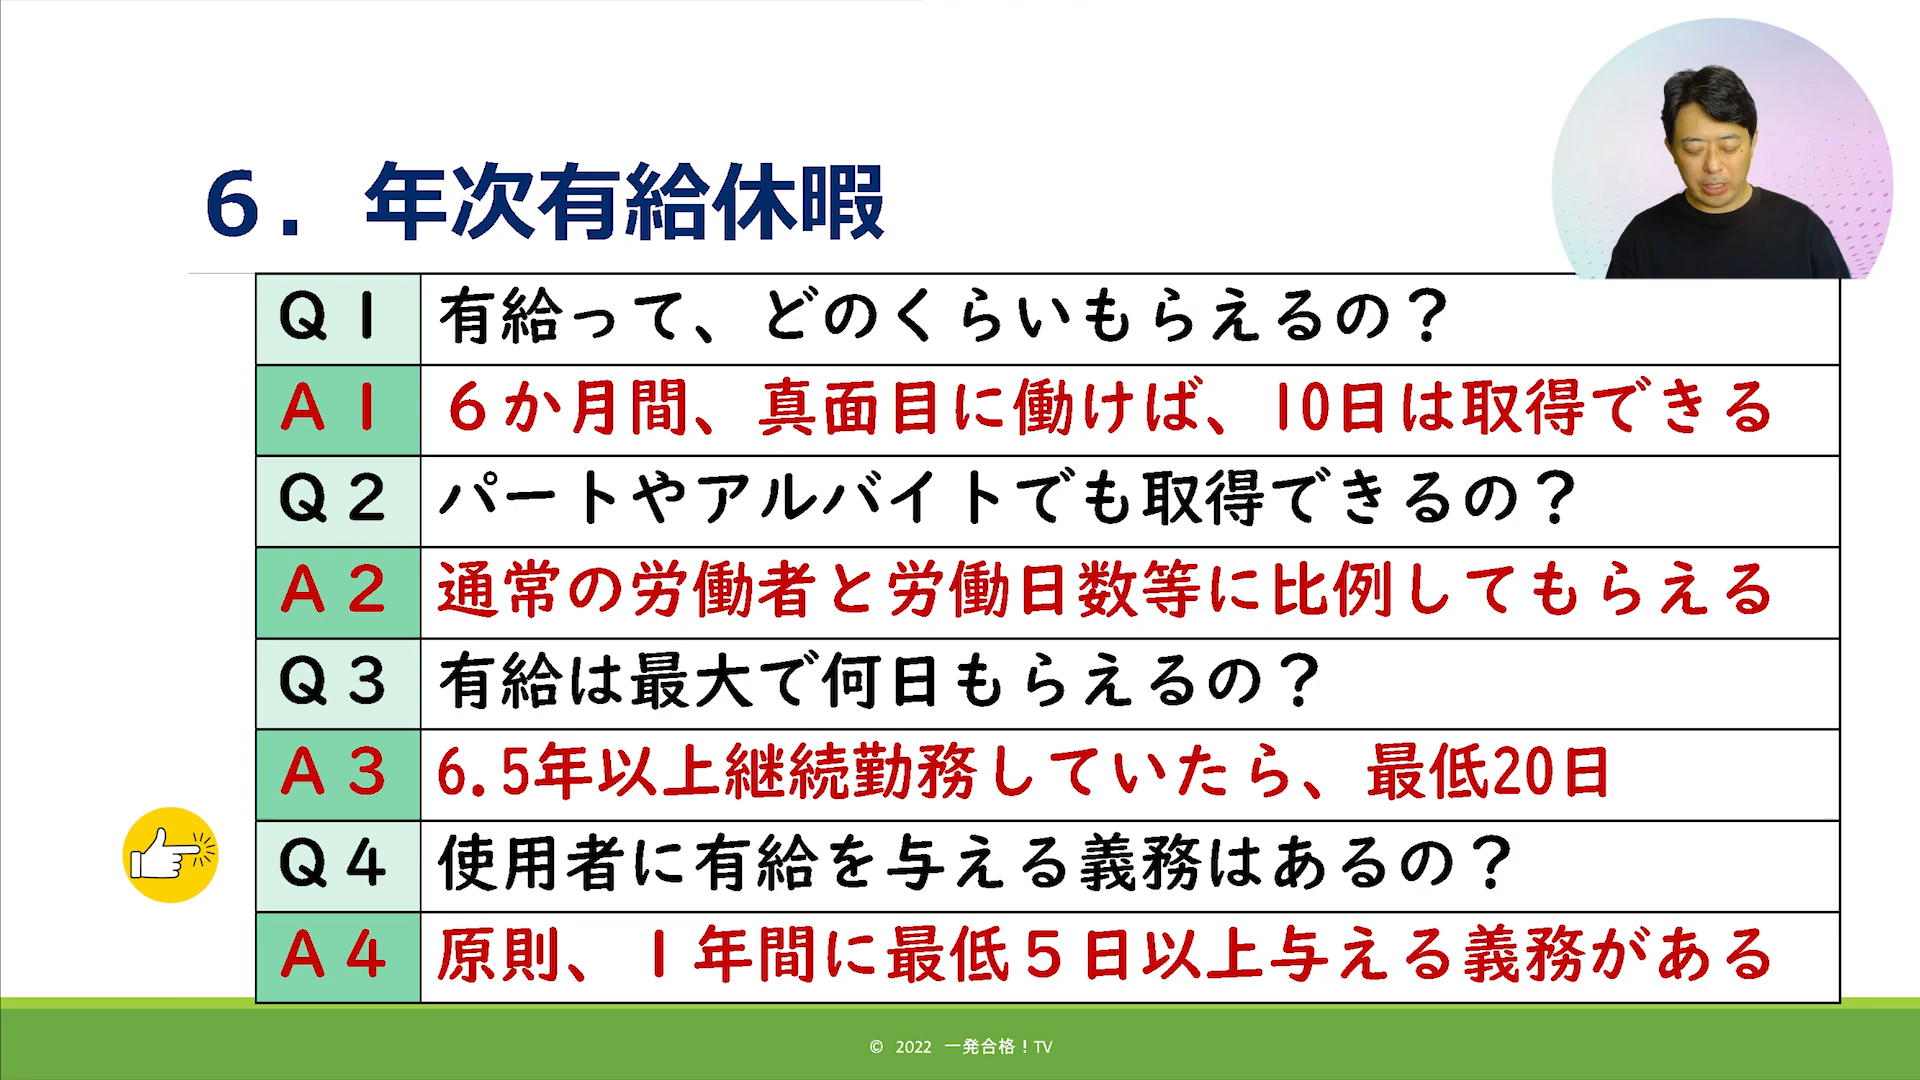 ６．年次有給休暇
Ｑ１ 有給って、どのくらいもらえるの？
Ａ１ ６か月間、真面目に働けば、10日は取得できる
Ｑ２ パートやアルバイトでも取得できるの？
Ａ２ 通常の労働者と労働日数等に比例してもらえる
Ｑ３ 有給は最大で何日もらえるの？
Ａ３ 6.5年以上継続勤務していたら、最低20日
Ｑ４ 使用者に有給を与える義務はあるの？
Ａ４ 原則、１年間に最低５日以上与える義務がある
© 2022 一発合格！TV